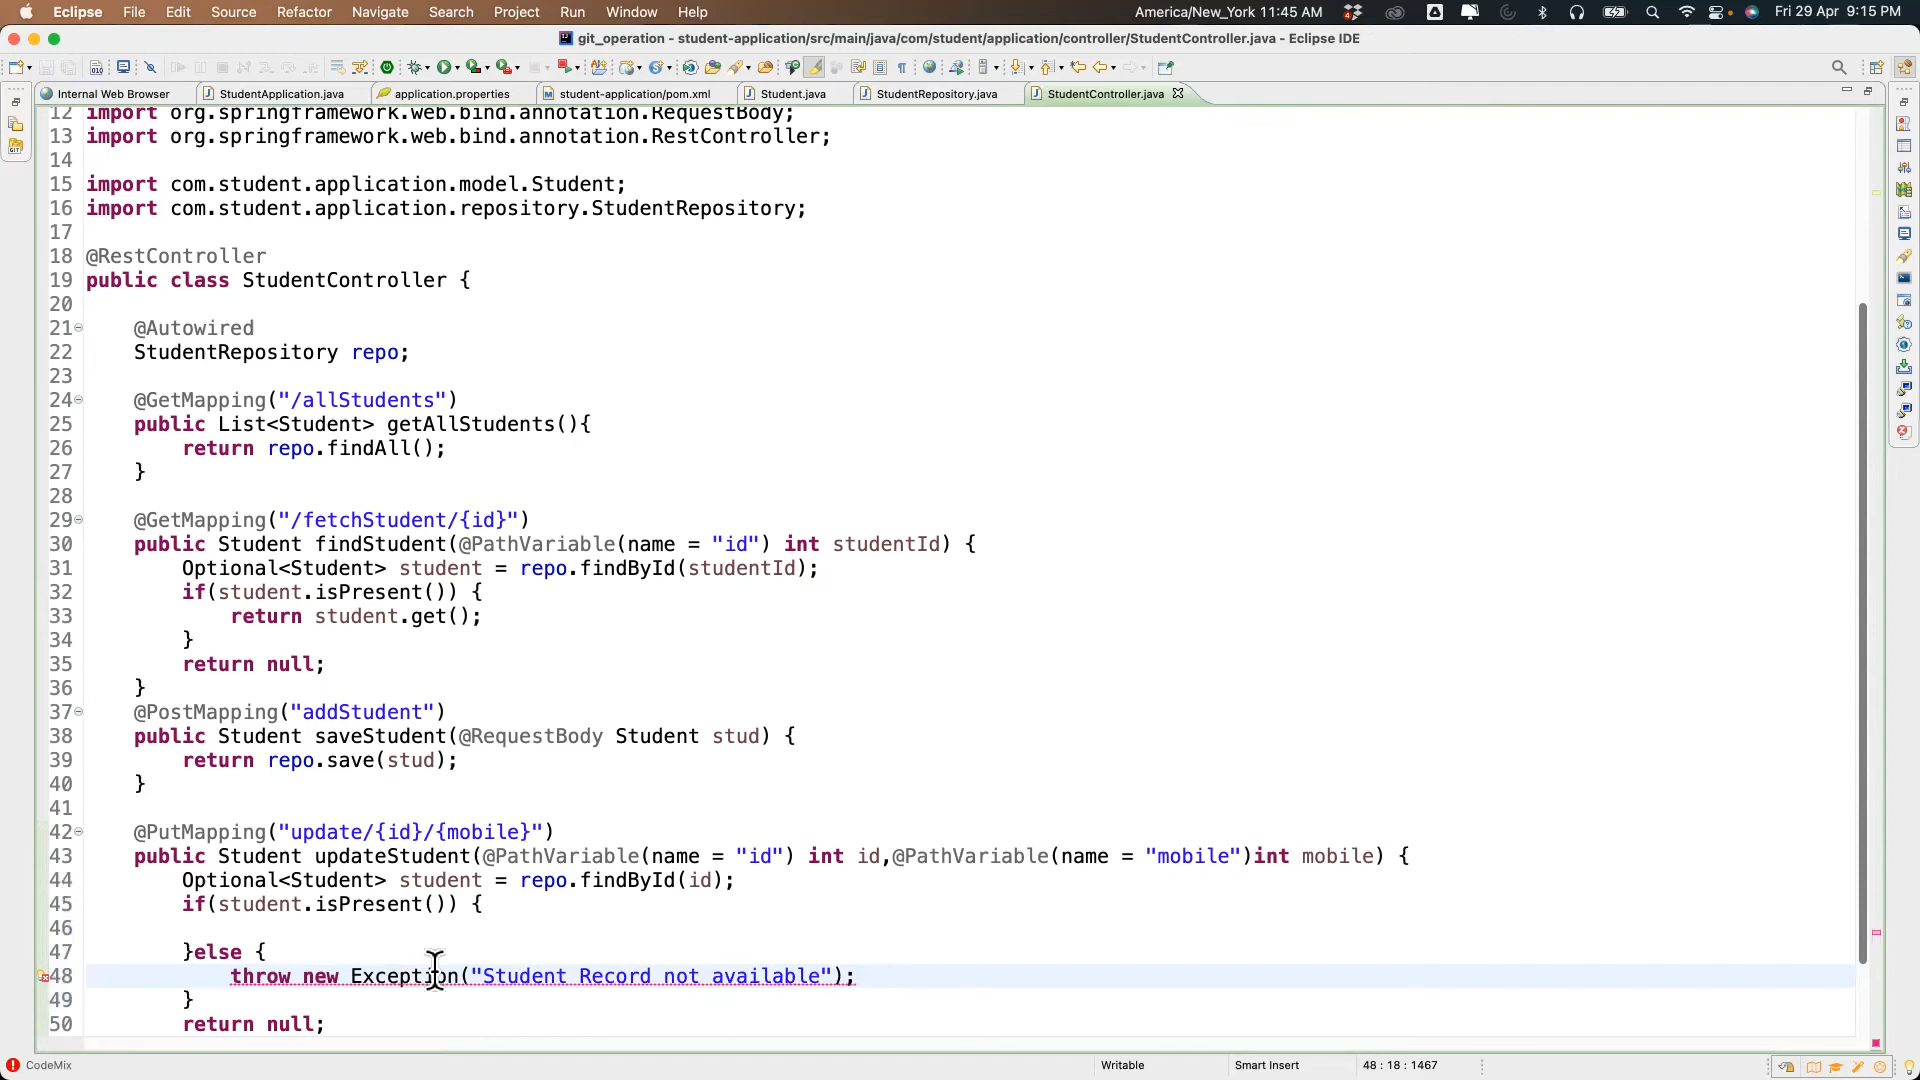 Eclipse File Edit Source Refactor Navigate Search Project Run Window Help America/New_York 11:45 AM Fri 29 Apr 9:15 PM
git_operation - student-application/src/main/java/com/student/application/controller/StudentController.java - Eclipse IDE
Internal Web Browser StudentApplication.java application.properties student-application/pom.xml Student.java StudentRepository.java StudentController.java
12 import org.springframework.web.bind.annotation.RequestBody;
13 import org.springframework.web.bind.annotation.RestController;
14
15 import com.student.application.model.Student;
16 import com.student.application.repository.StudentRepository;
17
18 @RestController
19 public class StudentController {
20
21 @Autowired
22 StudentRepository repo;
23
24 @GetMapping("/allStudents")
25 public List<Student> getAllStudents(){
26 return repo.findAll();
27 }
28
29 @GetMapping("/fetchStudent/{id}")
30 public Student findStudent(@PathVariable(name = "id") int studentId) {
31 Optional<Student> student = repo.findById(studentId);
32 if(student.isPresent()) {
33 return student.get();
34 }
35 return null;
36 }
37 @PostMapping("addStudent")
38 public Student saveStudent(@RequestBody Student stud) {
39 return repo.save(stud);
40 }
41
42 @PutMapping("update/{id}/{mobile}")
43 public Student updateStudent(@PathVariable(name = "id") int id,@PathVariable(name = "mobile")int mobile) {
44 Optional<Student> student = repo.findById(id);
45 if(student.isPresent()) {
46
47 }else {
48 throw new Exception("Student Record not available");
49 }
50 return null;
CodeMix Writable Smart Insert 48 : 18 : 1467